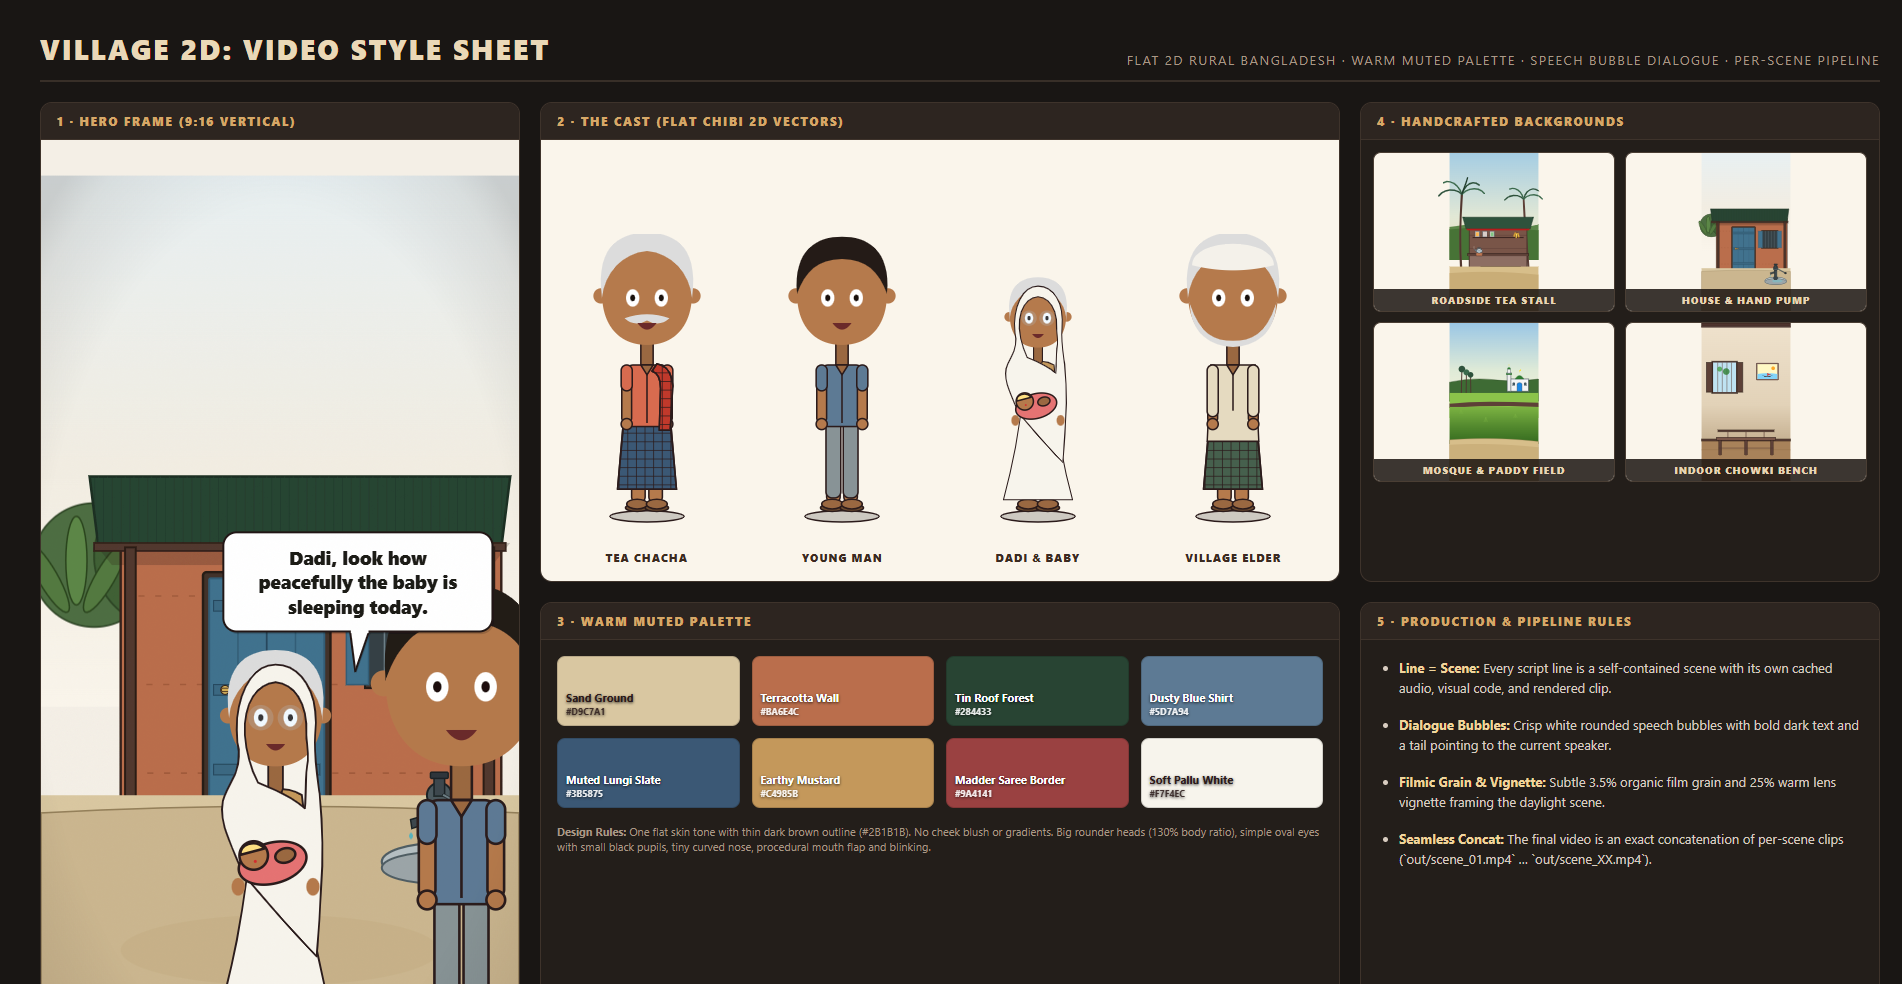 VILLAGE 2D: VIDEO STYLE SHEET
FLAT 2D RURAL BANGLADESH · WARM MUTED PALETTE · SPEECH BUBBLE DIALOGUE · PER-SCENE PIPELINE
1 · HERO FRAME (9:16 VERTICAL)
Dadi, look how
peacefully the baby is
sleeping today.
2 · THE CAST (FLAT CHIBI 2D VECTORS)
TEA CHACHA
YOUNG MAN
DADI & BABY
VILLAGE ELDER
3 · WARM MUTED PALETTE
Sand Ground
#D9C7A1
Terracotta Wall
#BA6E4C
Tin Roof Forest
#284433
Dusty Blue Shirt
#5D7A94
Muted Lungi Slate
#3B5875
Earthy Mustard
#C4985B
Madder Saree Border
#9A4141
Soft Pallu White
#F7F4EC
Design Rules: One flat skin tone with thin dark brown outline (#2B1B1B). No cheek blush or gradients. Big rounder heads (130% body ratio), simple oval eyes
with small black pupils, tiny curved nose, procedural mouth flap and blinking.
4 · HANDCRAFTED BACKGROUNDS
ROADSIDE TEA STALL
HOUSE & HAND PUMP
MOSQUE & PADDY FIELD
INDOOR CHOWKI BENCH
5 · PRODUCTION & PIPELINE RULES
• Line = Scene: Every script line is a self-contained scene with its own cached
audio, visual code, and rendered clip.
• Dialogue Bubbles: Crisp white rounded speech bubbles with bold dark text and
a tail pointing to the current speaker.
• Filmic Grain & Vignette: Subtle 3.5% organic film grain and 25% warm lens
vignette framing the daylight scene.
• Seamless Concat: The final video is an exact concatenation of per-scene clips
(`out/scene_01.mp4` ... `out/scene_XX.mp4`).